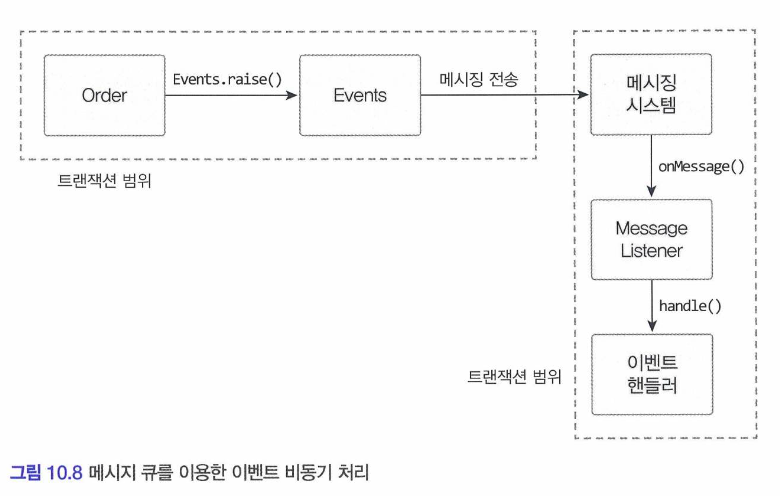 Order
Events.raise()
Events
메시징 전송
메시징
시스템
트랜잭션 범위
onMessage()
Message
Listener
handle()
이벤트
핸들러
트랜잭션 범위
그림 10.8 메시지 큐를 이용한 이벤트 비동기 처리